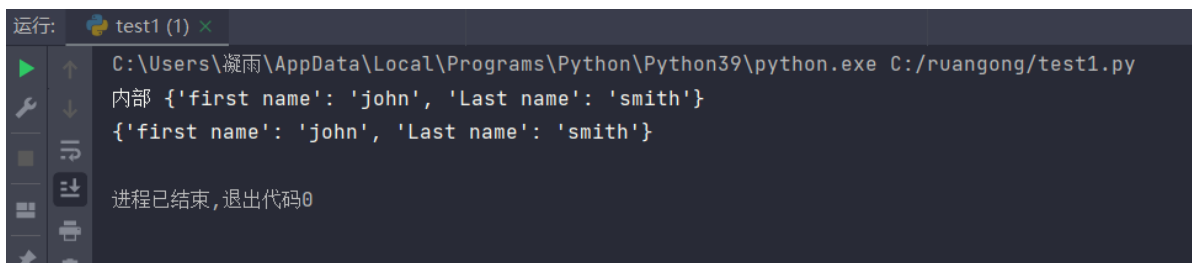 运行: test1 (1) ×
C:\Users\凝雨\AppData\Local\Programs\Python\Python39\python.exe C:/ruangong/test1.py
内部 {'first name': 'john', 'Last name': 'smith'}
{'first name': 'john', 'Last name': 'smith'}
进程已结束,退出代码0